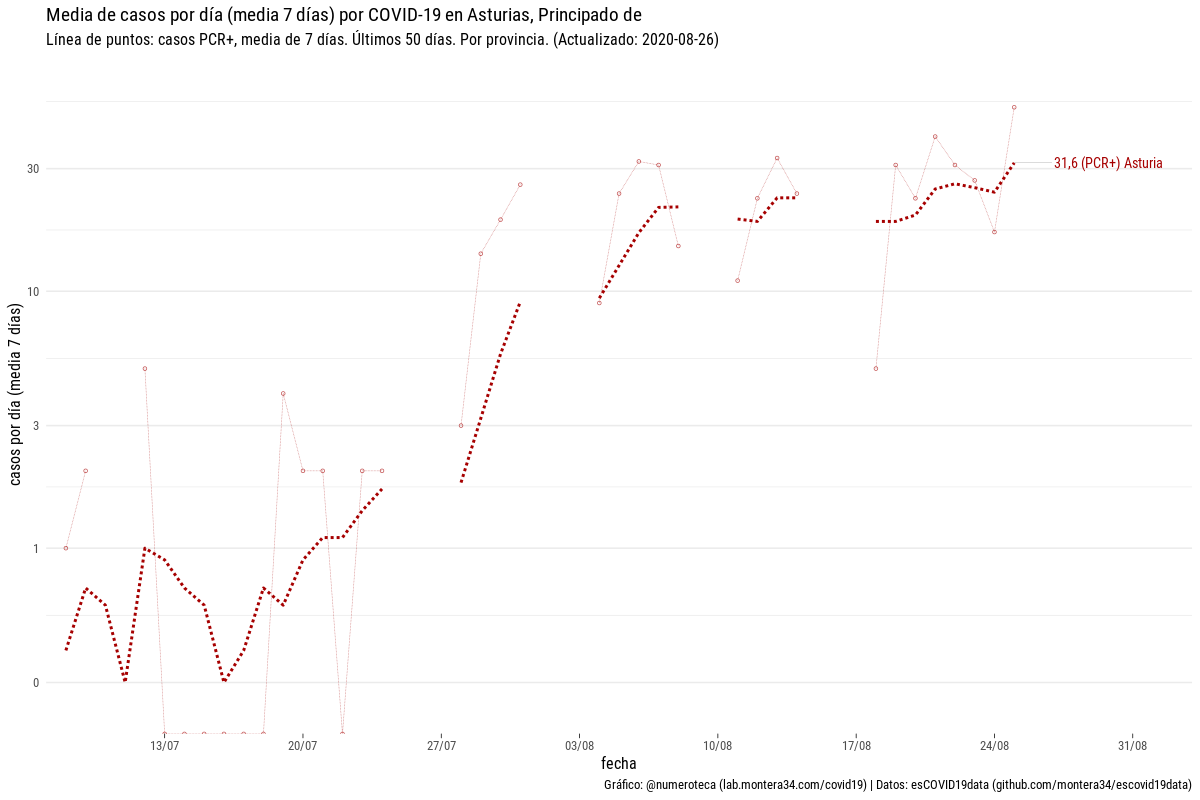 Media de casos por día (media 7 días) por COVID-19 en Asturias, Principado de
Línea de puntos: casos PCR+, media de 7 días. Últimos 50 días. Por provincia. (Actualizado: 2020-08-26)
casos por día (media 7 días)
30
10
3
1
0
31,6 (PCR+) Asturia
13/07 20/07 27/07 03/08 10/08 17/08 24/08 31/08
fecha
Gráfico: @numeroteca (lab.montera34.com/covid19) | Datos: esCOVID19data (github.com/montera34/escovid19data)